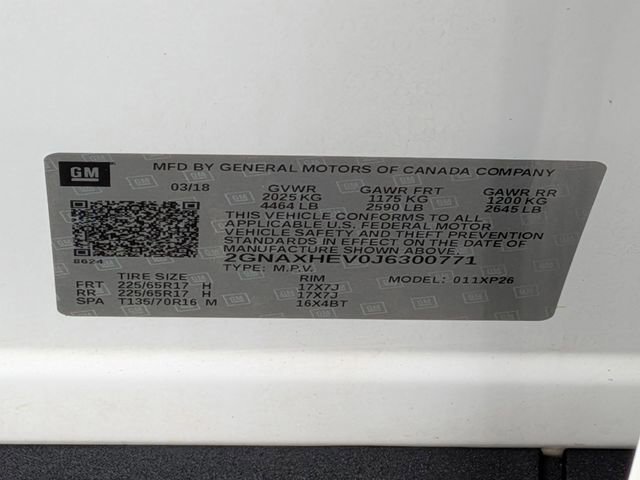 GM
MFD BY GENERAL MOTORS OF CANADA COMPANY
03/18 GVWR GAWR FRT GAWR RR
2025 KG 1175 KG 1200 KG
4464 LB 2590 LB 2645 LB
THIS VEHICLE CONFORMS TO ALL
APPLICABLE U.S. FEDERAL MOTOR
VEHICLE SAFETY AND THEFT PREVENTION
STANDARDS IN EFFECT ON THE DATE OF
MANUFACTURE SHOWN ABOVE.
8624 2GNAXHEV0J6300771
TYPE: M.P.V. MODEL: 011XP26
TIRE SIZE RIM
FRT 225/65R17 H 17X7J
RR 225/65R17 H 17X7J
SPA T135/70R16 M 16X4BT